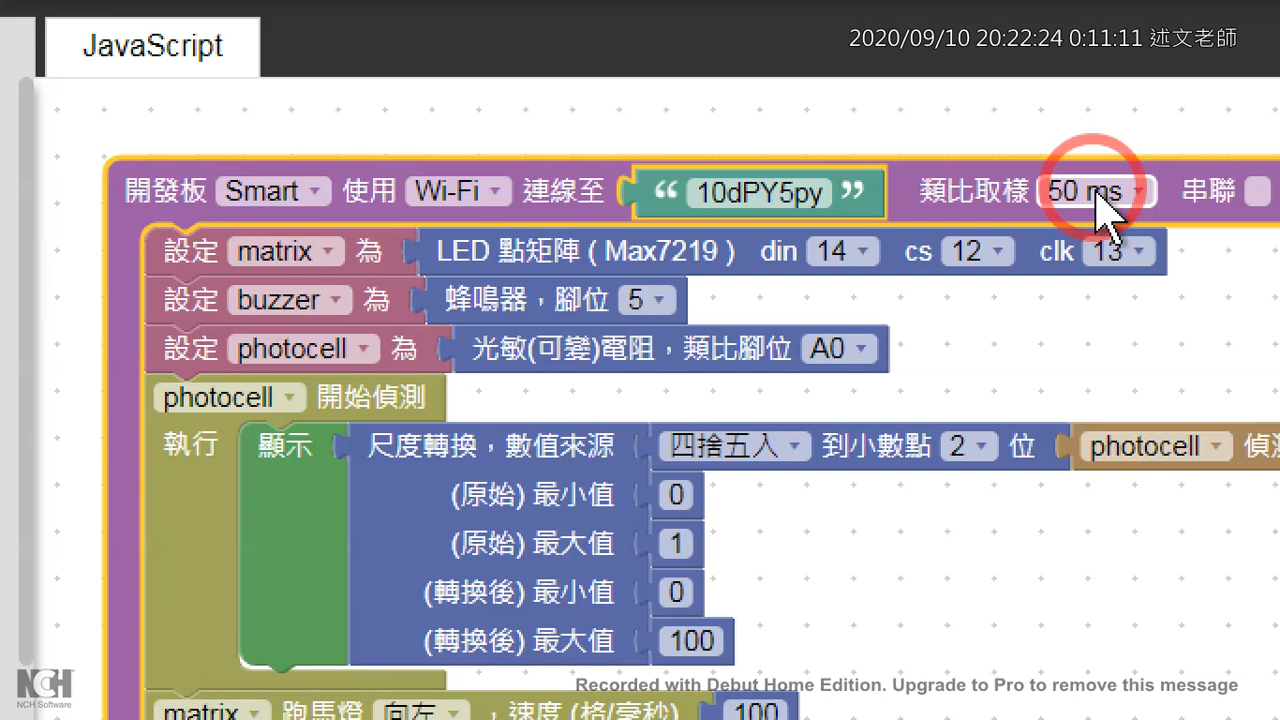 JavaScript
2020/09/10 20:22:24 0:11:11 述文老師
開發板 Smart 使用 Wi-Fi 連線至 “ 10dPY5py ” 類比取樣 50 ms 串聯
設定 matrix 為 LED 點矩陣 ( Max7219 ) din 14 cs 12 clk 13
設定 buzzer 為 蜂鳴器，腳位 5
設定 photocell 為 光敏(可變)電阻，類比腳位 A0
photocell 開始偵測
執行 顯示 尺度轉換，數值來源 四捨五入 到小數點 2 位 photocell 偵測
(原始) 最小值 0
(原始) 最大值 1
(轉換後) 最小值 0
(轉換後) 最大值 100
matrix 跑馬燈 向左 ，速度 (格/毫秒) 100
NCH
NCH Software
Recorded with Debut Home Edition. Upgrade to Pro to remove this message